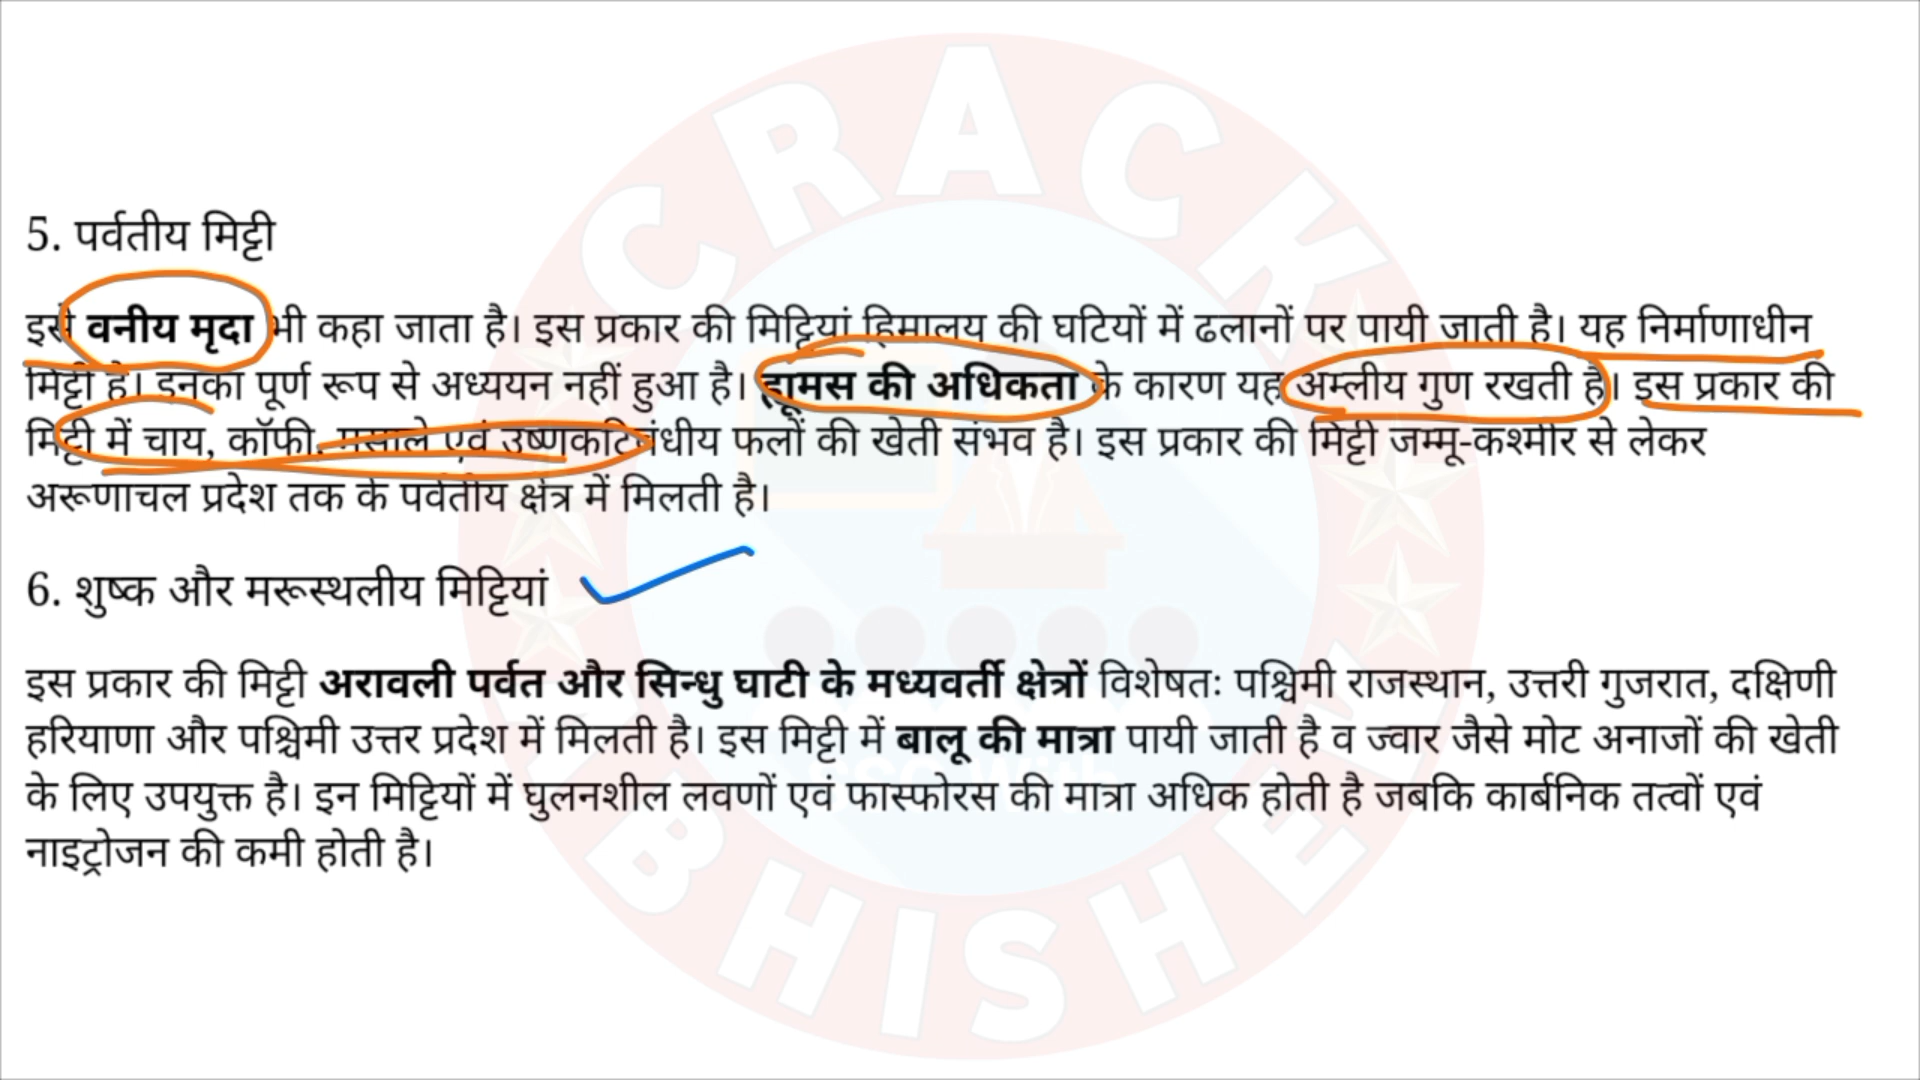 5. पर्वतीय मिट्टी
इसे वनीय मृदा भी कहा जाता है। इस प्रकार की मिट्टियां हिमालय की घटियों में ढलानों पर पायी जाती है। यह निर्माणाधीन
मिट्टी है। इनका पूर्ण रूप से अध्ययन नहीं हुआ है। ह्यूमस की अधिकता के कारण यह अम्लीय गुण रखती है। इस प्रकार की
मिट्टी में चाय, कॉफी, मसाले एवं उष्णकटिबंधीय फलों की खेती संभव है। इस प्रकार की मिट्टी जम्मू-कश्मीर से लेकर
अरूणाचल प्रदेश तक के पर्वतीय क्षेत्र में मिलती है।
6. शुष्क और मरूस्थलीय मिट्टियां
इस प्रकार की मिट्टी अरावली पर्वत और सिन्धु घाटी के मध्यवर्ती क्षेत्रों विशेषतः पश्चिमी राजस्थान, उत्तरी गुजरात, दक्षिणी
हरियाणा और पश्चिमी उत्तर प्रदेश में मिलती है। इस मिट्टी में बालू की मात्रा पायी जाती है व ज्वार जैसे मोट अनाजों की खेती
के लिए उपयुक्त है। इन मिट्टियों में घुलनशील लवणों एवं फास्फोरस की मात्रा अधिक होती है जबकि कार्बनिक तत्वों एवं
नाइट्रोजन की कमी होती है।
CRACK
SSC With
ABHISHEK